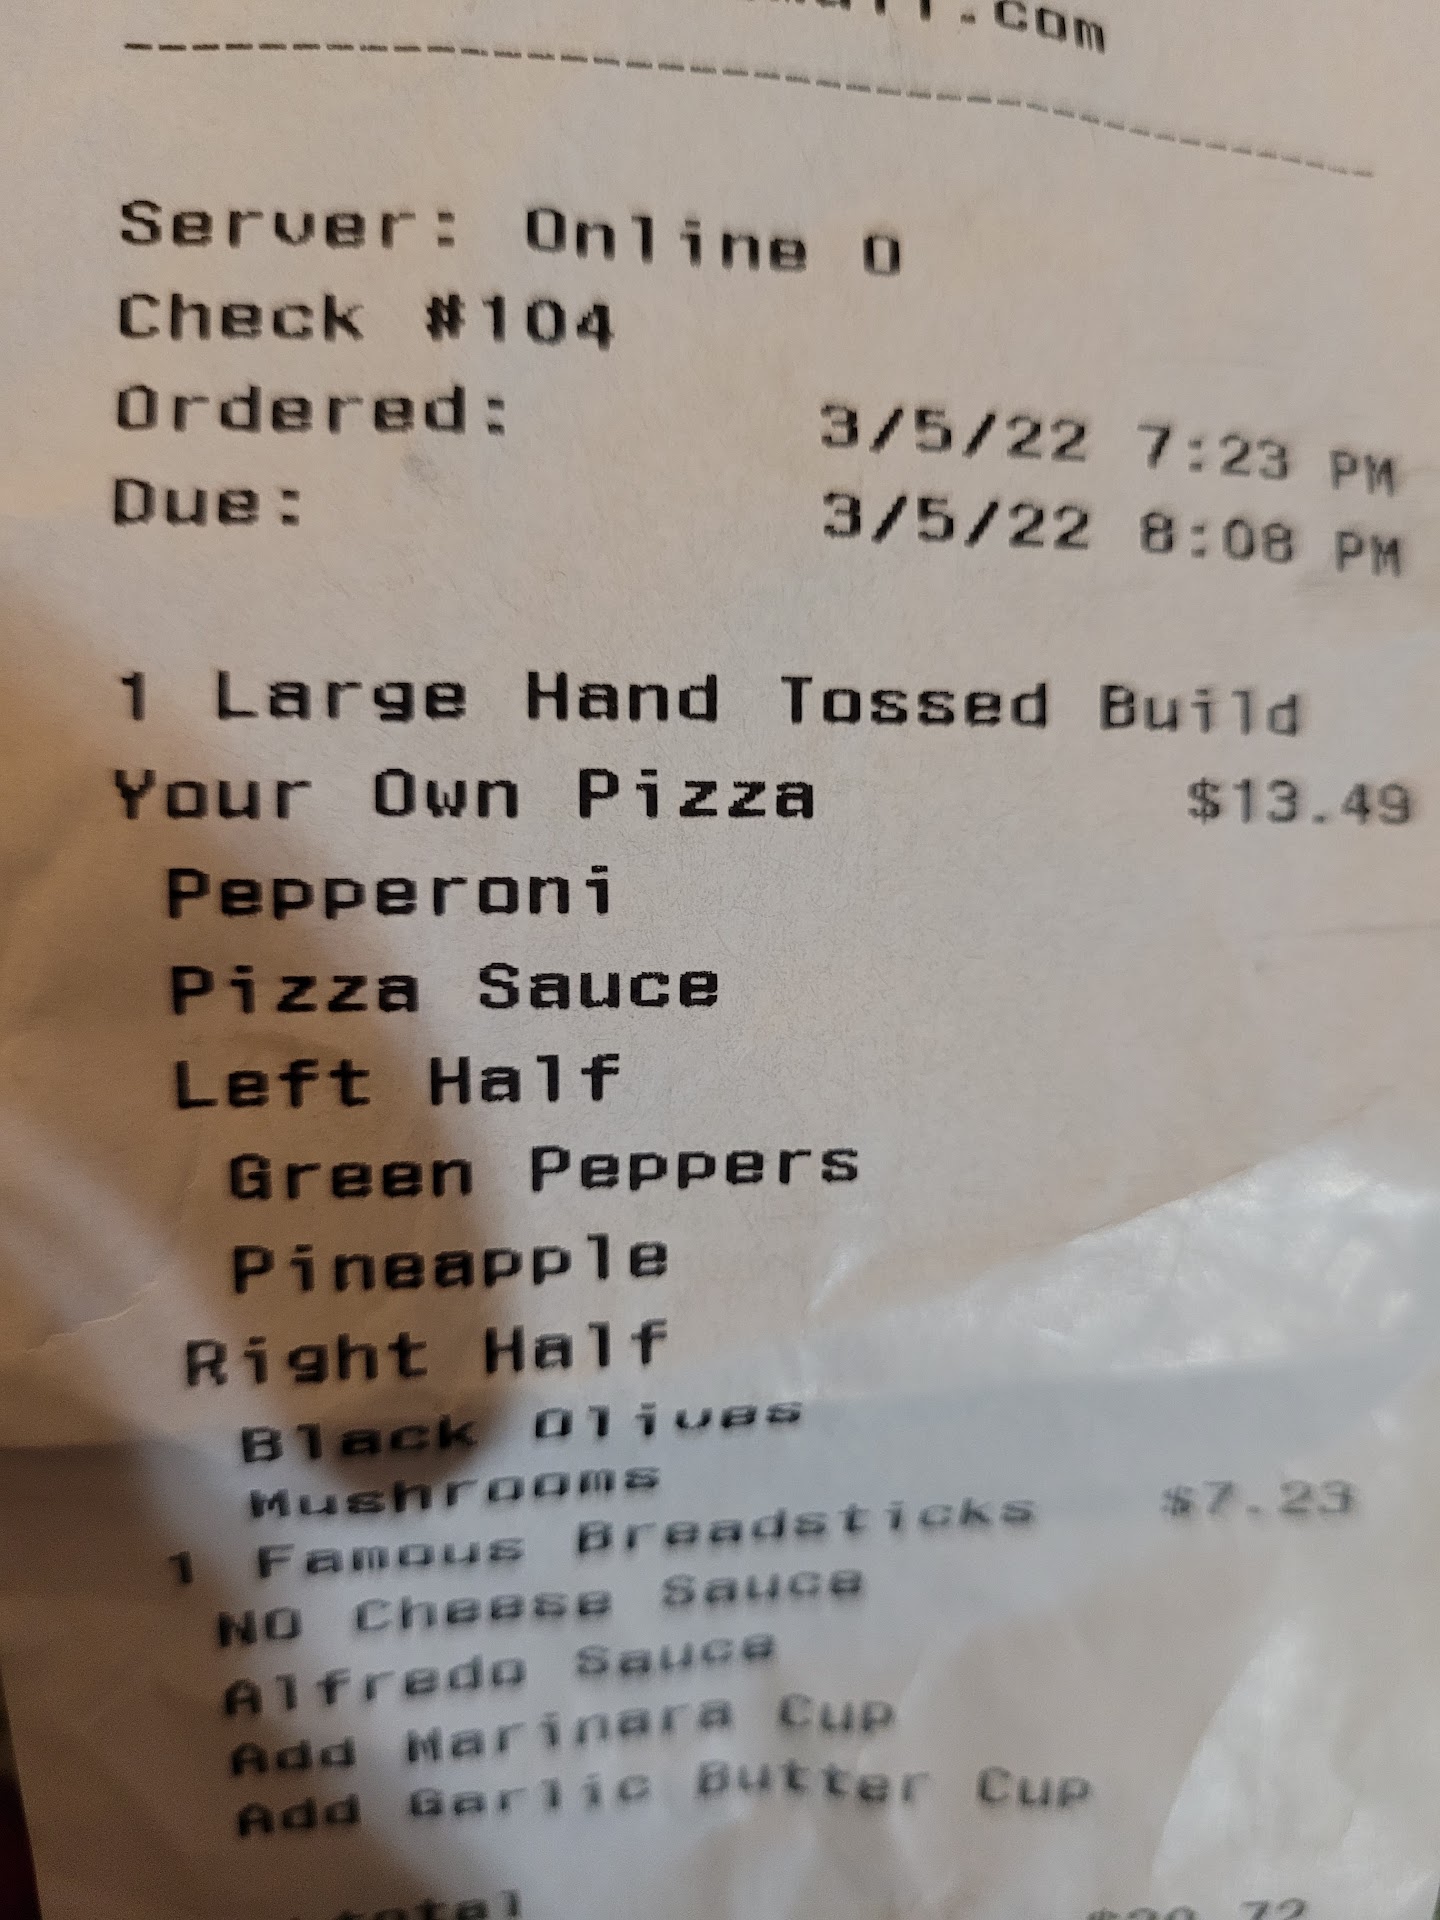 .com
Server: Online O
Check #104
Ordered: 3/5/22 7:23 PM
Due: 3/5/22 8:08 PM
1 Large Hand Tossed Build
Your Own Pizza $13.49
Pepperoni
Pizza Sauce
Left Half
Green Peppers
Pineapple
Right Half
Black Olives
Mushrooms
1 Famous Breadsticks $7.23
NO Cheese Sauce
Alfredo Sauce
Add Marinara Cup
Add Garlic Butter Cup